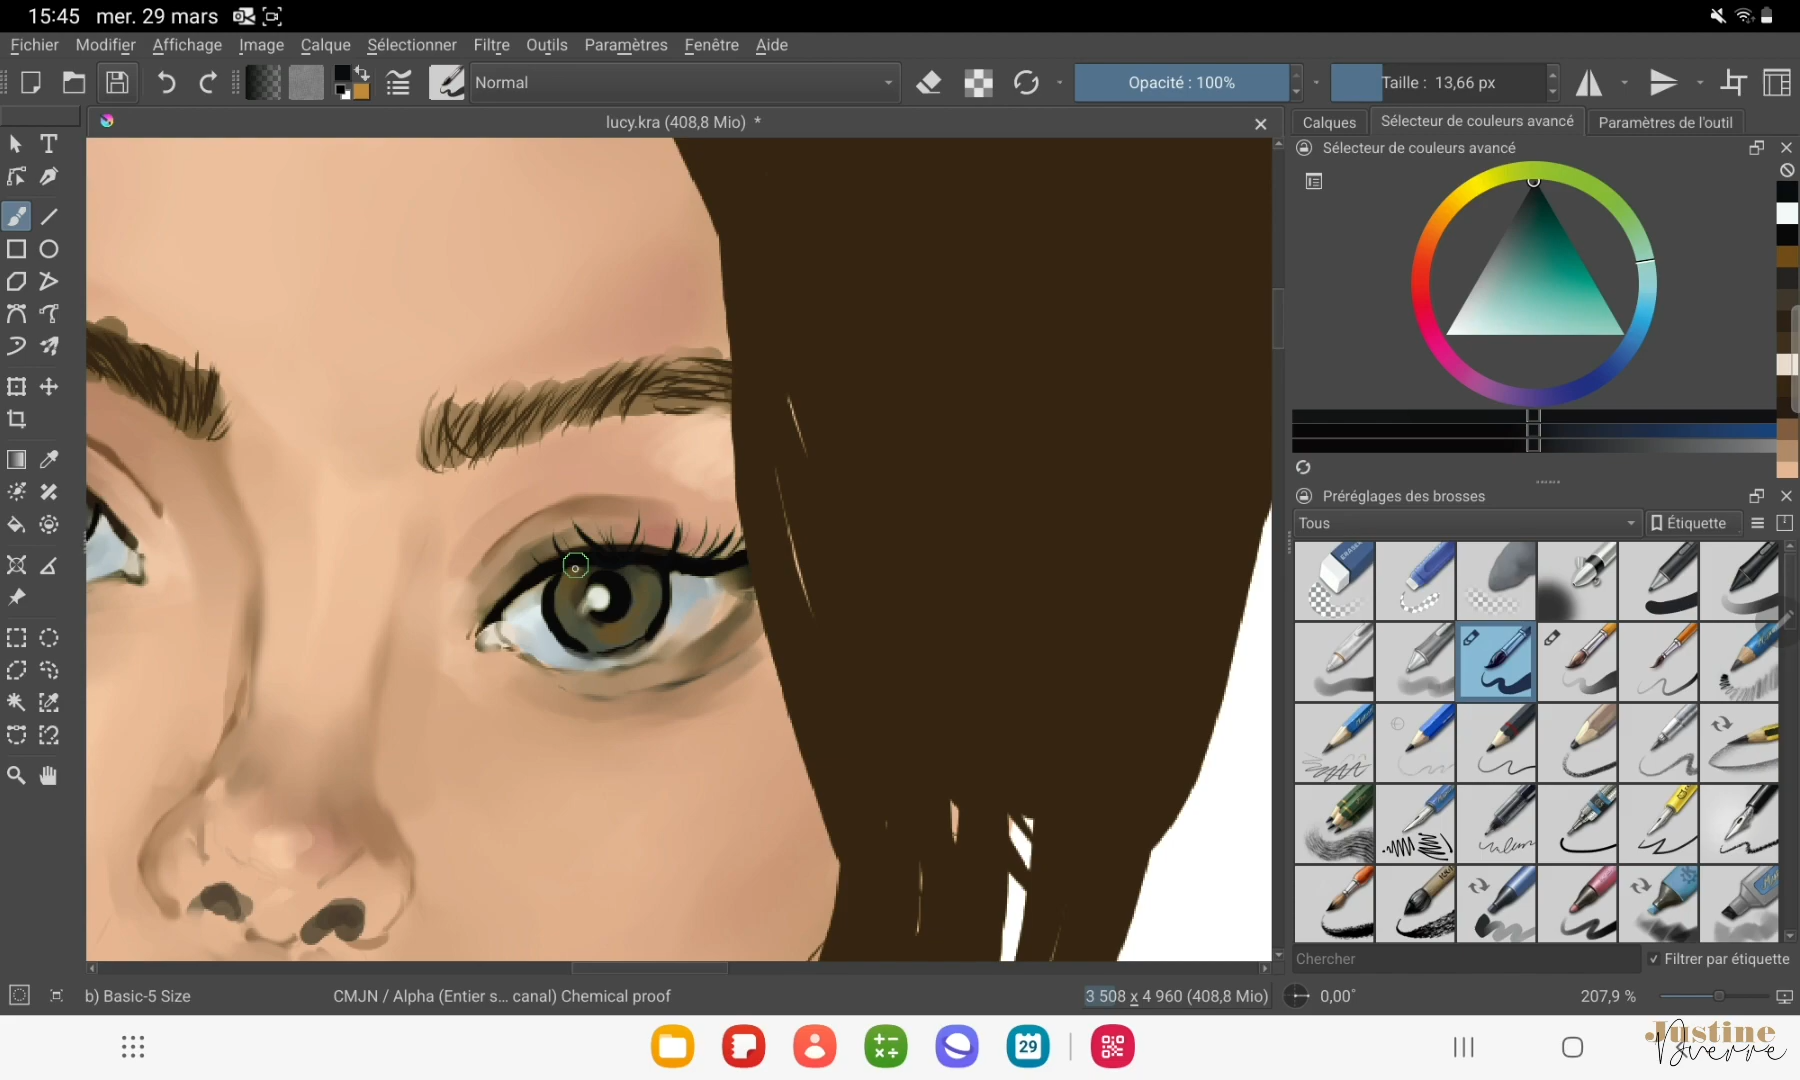 15:45 mer. 29 mars
Fichier Modifier Affichage Image Calque Sélectionner Filtre Outils Paramètres Fenêtre Aide
Normal
Opacité : 100%
Taille : 13,66 px
lucy.kra (408,8 Mio) *
Calques Sélecteur de couleurs avancé Paramètres de l'outil
Sélecteur de couleurs avancé
Préréglages des brosses
Tous
Étiquette
Chercher
Filtrer par étiquette
b) Basic-5 Size
CMJN / Alpha (Entier s... canal) Chemical proof
3 508 x 4 960 (408,8 Mio)
0,00°
207,9 %
29
Justine